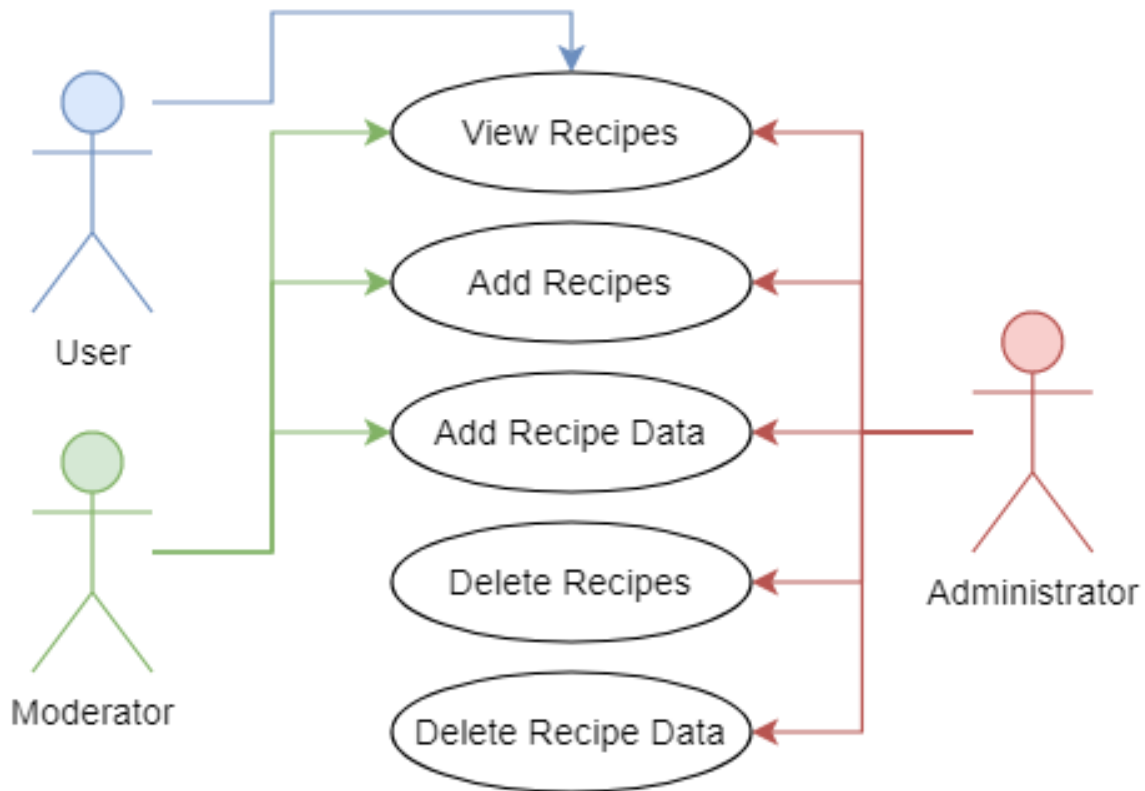 View Recipes
Add Recipes
User
Add Recipe Data
Delete Recipes
Administrator
Moderator
Delete Recipe Data